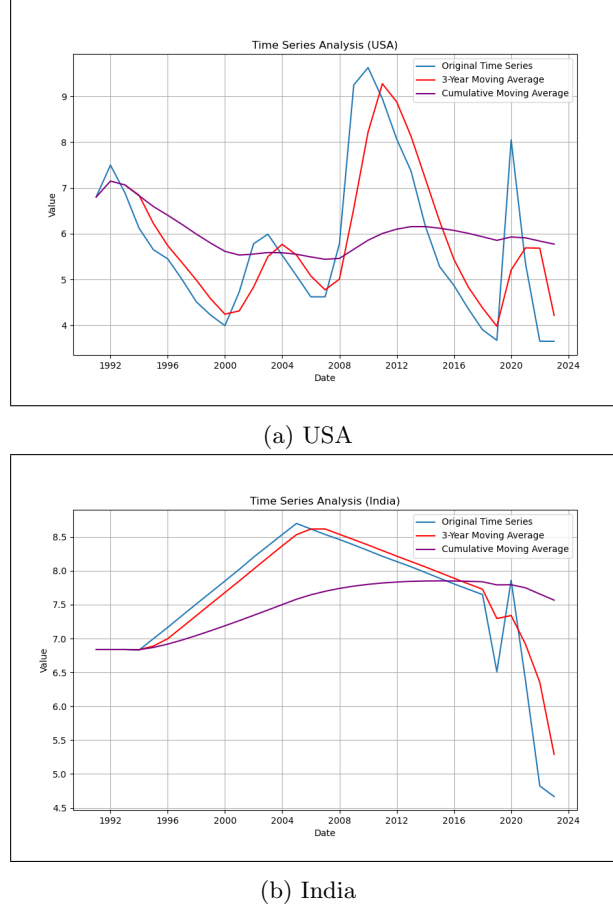 Time Series Analysis (USA)
Original Time Series
3-Year Moving Average
Cumulative Moving Average
9
8
7
6
5
4
Value
1992 1996 2000 2004 2008 2012 2016 2020 2024
Date
(a) USA
Time Series Analysis (India)
Original Time Series
3-Year Moving Average
Cumulative Moving Average
8.5
8.0
7.5
7.0
6.5
6.0
5.5
5.0
4.5
Value
1992 1996 2000 2004 2008 2012 2016 2020 2024
Date
(b) India